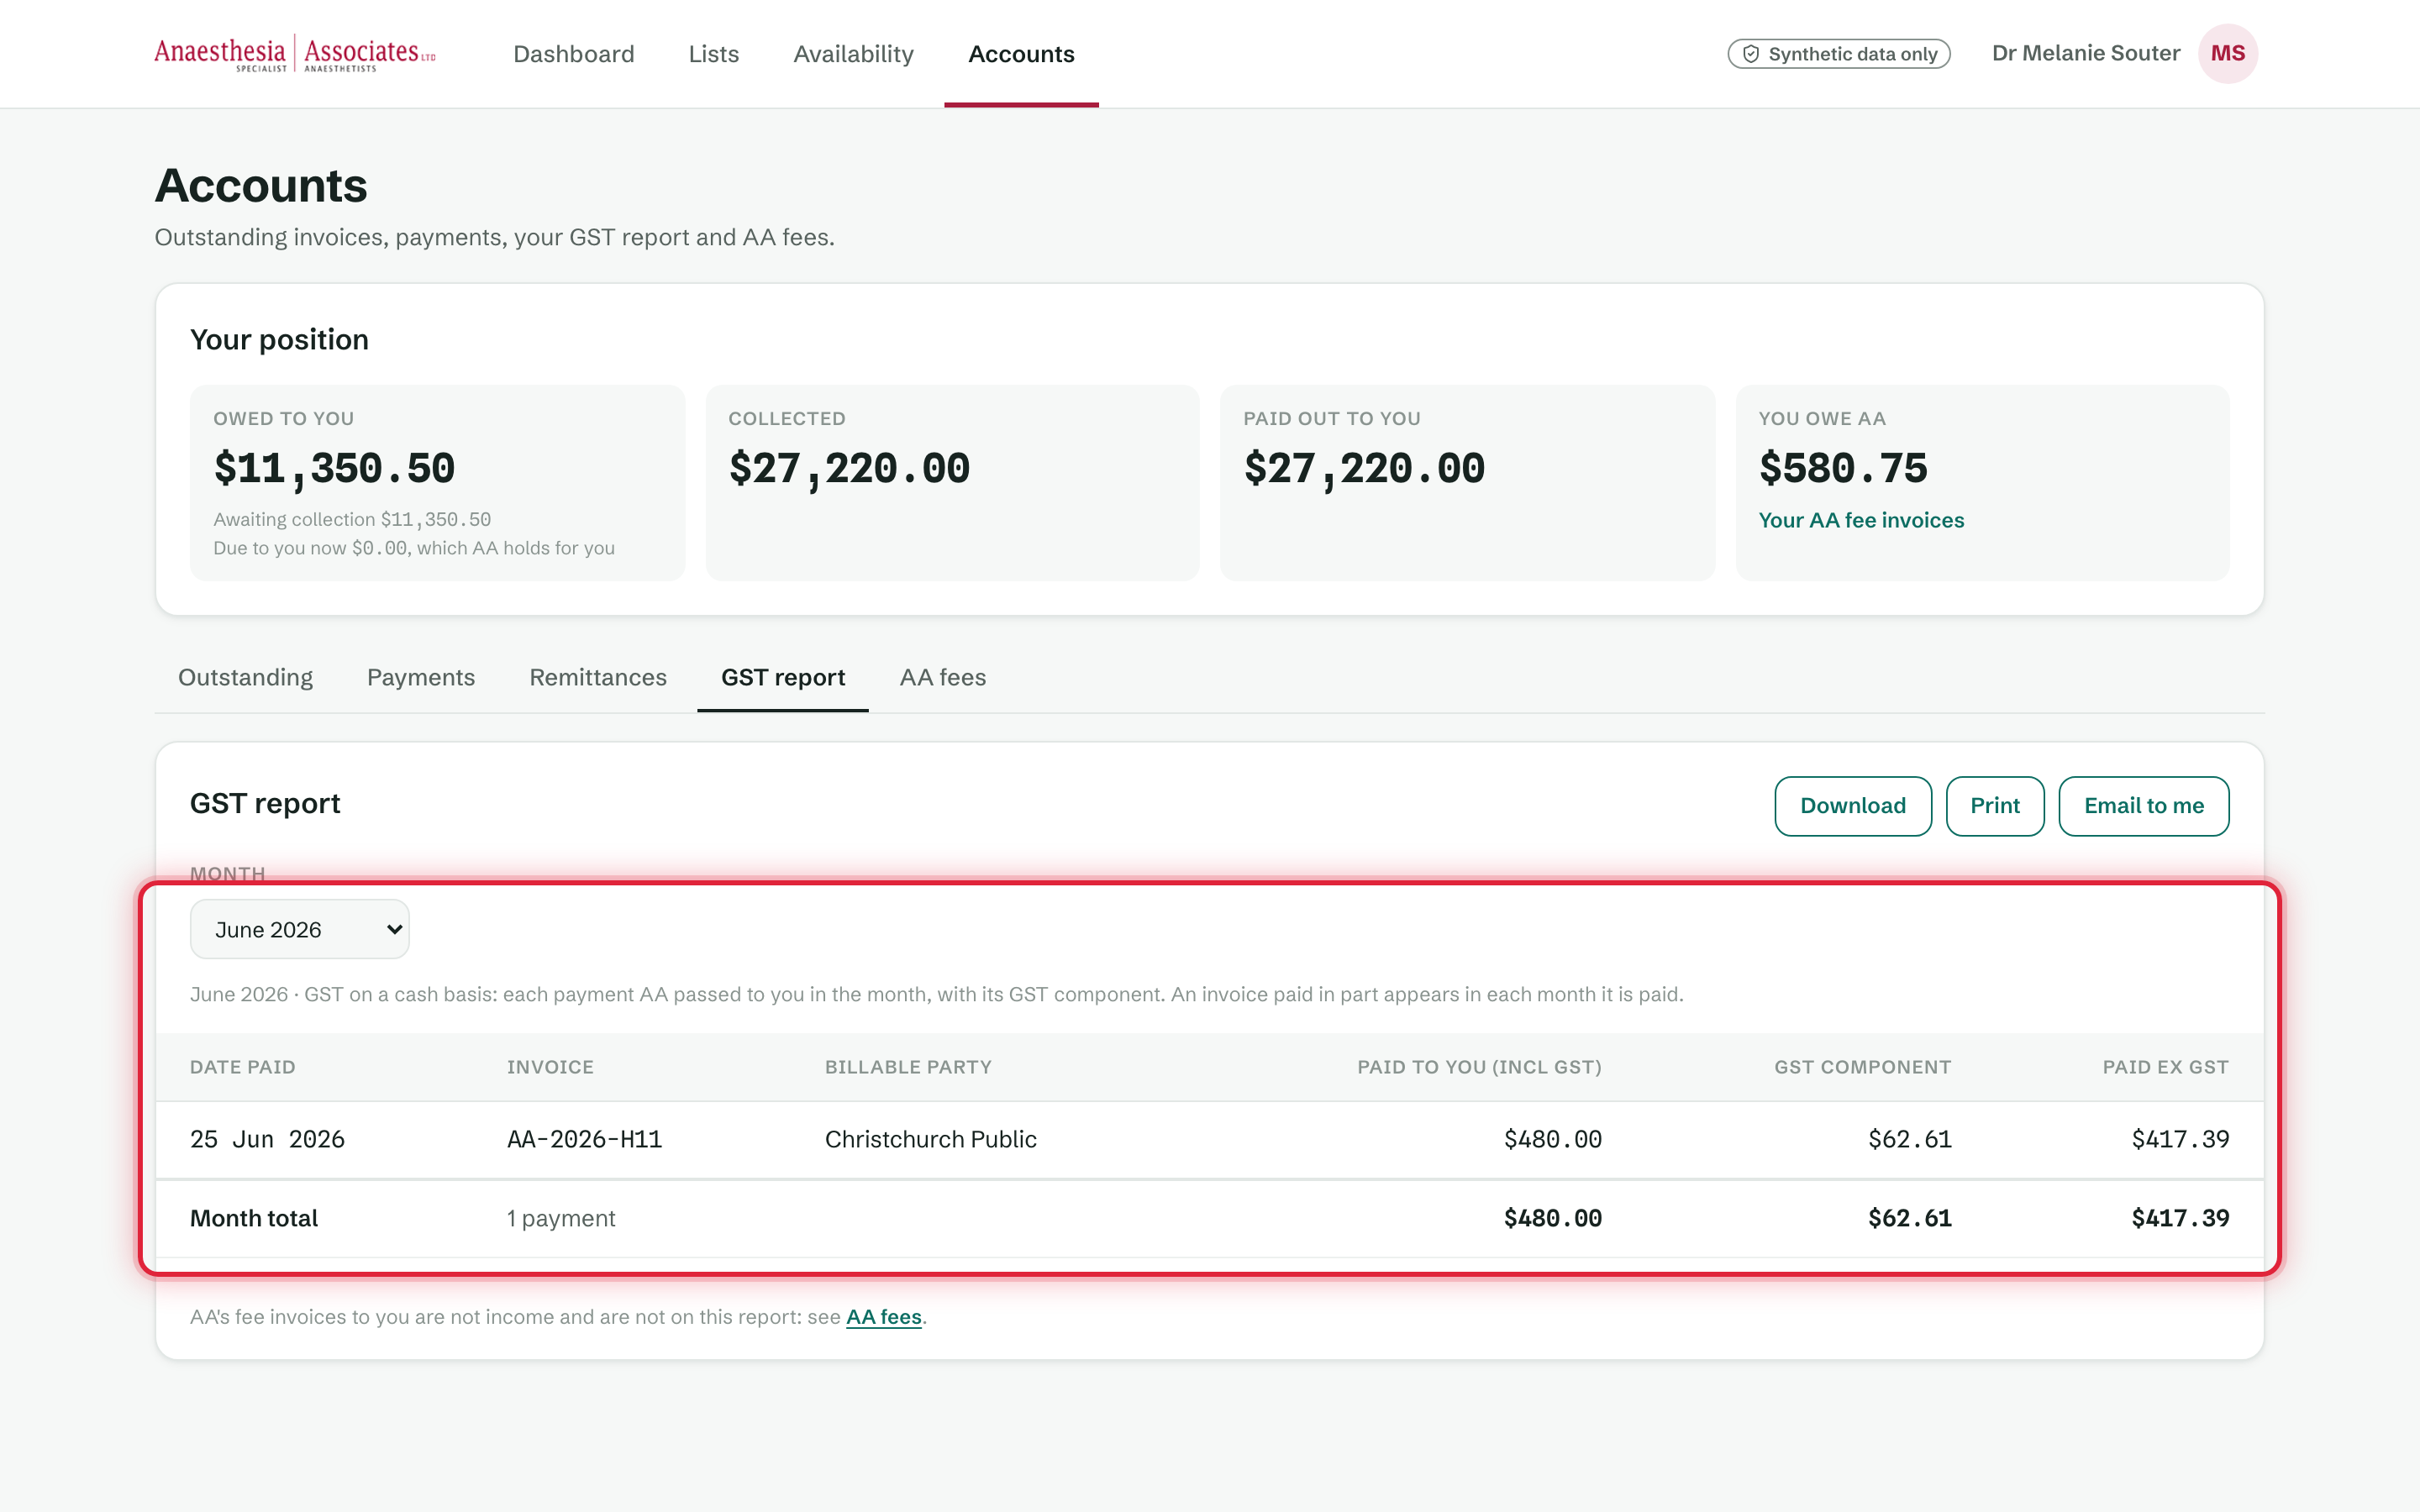 Anaesthesia Associates LTD
SPECIALIST ANAESTHETISTS
Dashboard Lists Availability Accounts
Synthetic data only
Dr Melanie Souter MS
Accounts
Outstanding invoices, payments, your GST report and AA fees.
Your position
OWED TO YOU
$11,350.50
Awaiting collection $11,350.50
Due to you now $0.00, which AA holds for you
COLLECTED
$27,220.00
PAID OUT TO YOU
$27,220.00
YOU OWE AA
$580.75
Your AA fee invoices
Outstanding Payments Remittances GST report AA fees
GST report
Download Print Email to me
MONTH
June 2026
June 2026 · GST on a cash basis: each payment AA passed to you in the month, with its GST component. An invoice paid in part appears in each month it is paid.
DATE PAID INVOICE BILLABLE PARTY PAID TO YOU (INCL GST) GST COMPONENT PAID EX GST
25 Jun 2026 AA-2026-H11 Christchurch Public $480.00 $62.61 $417.39
Month total 1 payment $480.00 $62.61 $417.39
AA's fee invoices to you are not income and are not on this report: see AA fees.